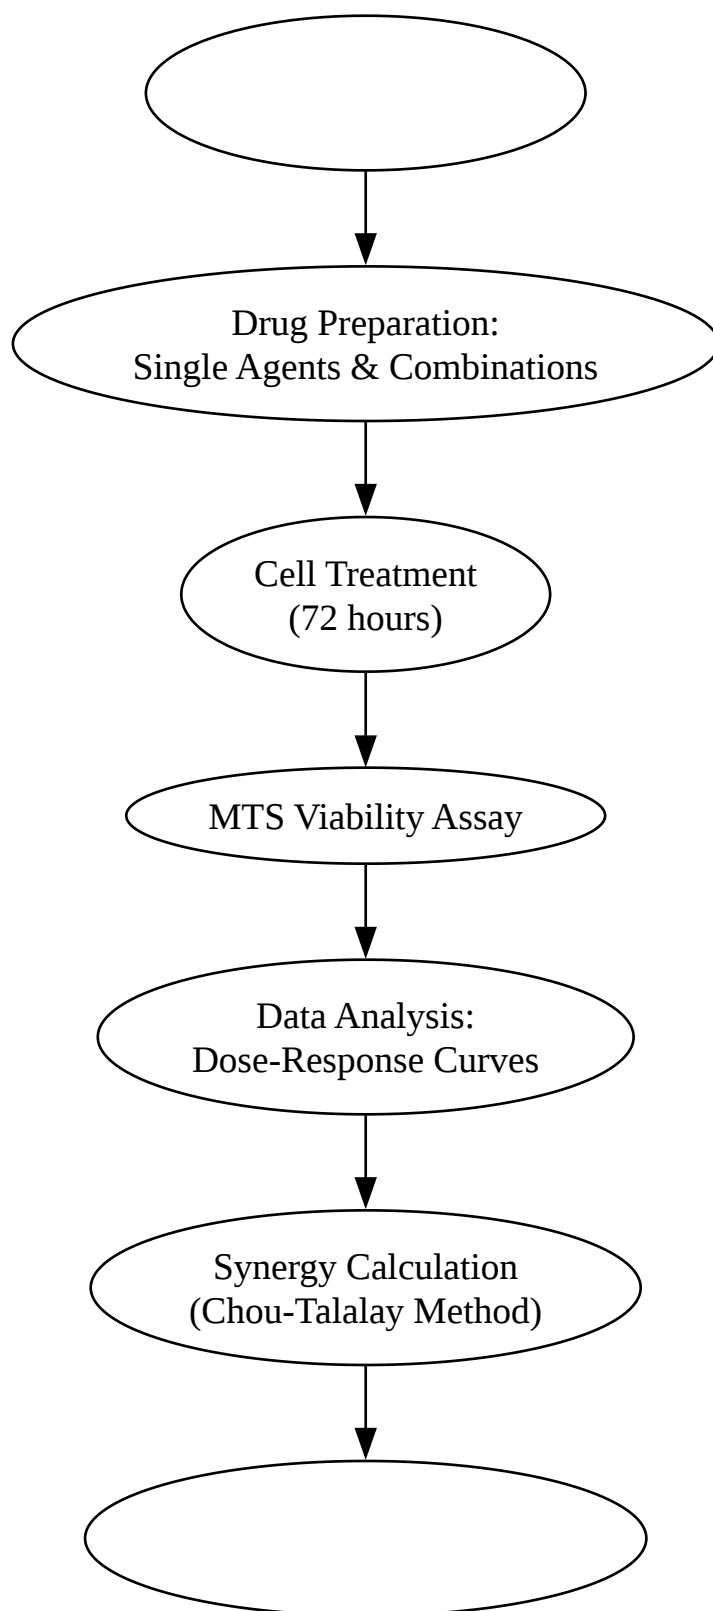 Drug Preparation:
Single Agents & Combinations
Cell Treatment
(72 hours)
MTS Viability Assay
Data Analysis:
Dose-Response Curves
Synergy Calculation
(Chou-Talalay Method)